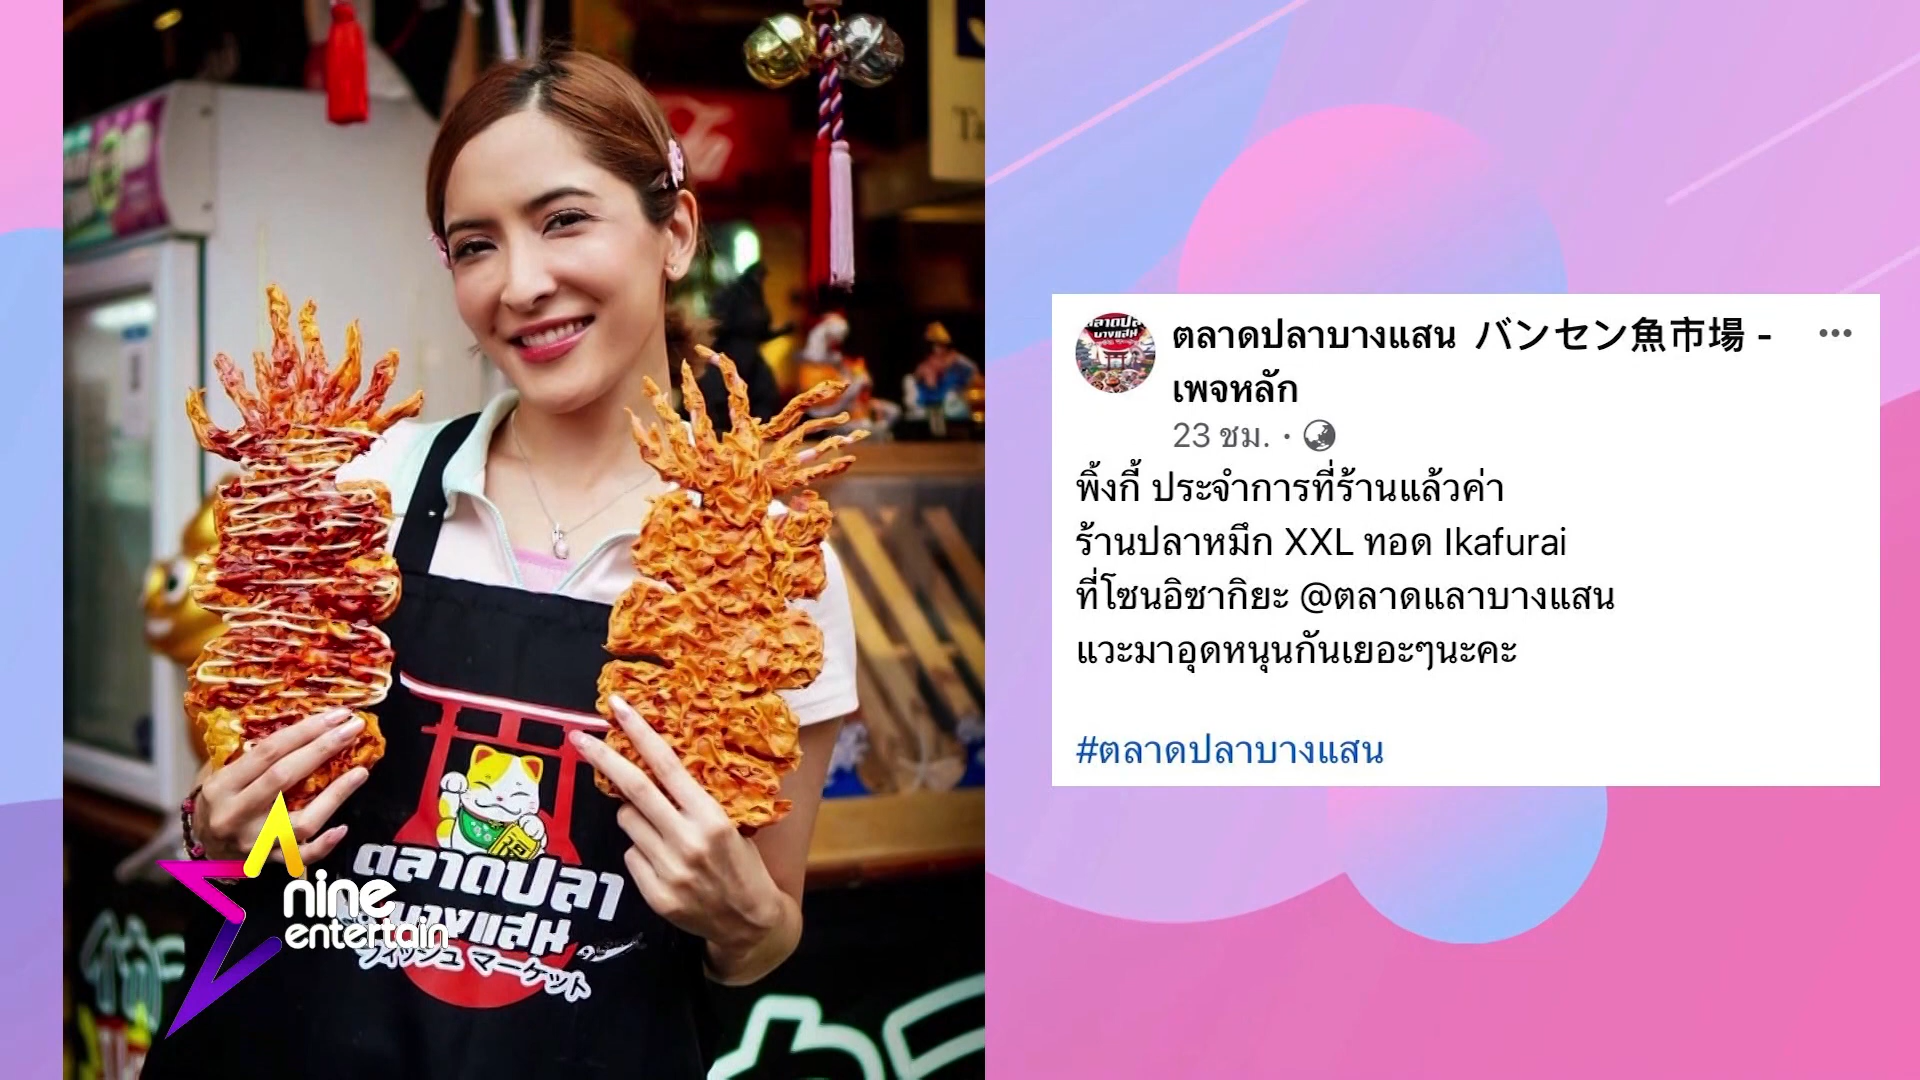 ตลาดปลา
บางแสน
フィッシュ マーケット
nine
entertain
ตลาดปลาบางแสน バンセン魚市場 -
เพจหลัก
23 ชม. ·
พิ้งกี้ ประจำการที่ร้านแล้วค่า
ร้านปลาหมึก XXL ทอด Ikafurai
ที่โซนอิซากิยะ @ตลาดแลาบางแสน
แวะมาอุดหนุนกันเยอะๆนะคะ
#ตลาดปลาบางแสน